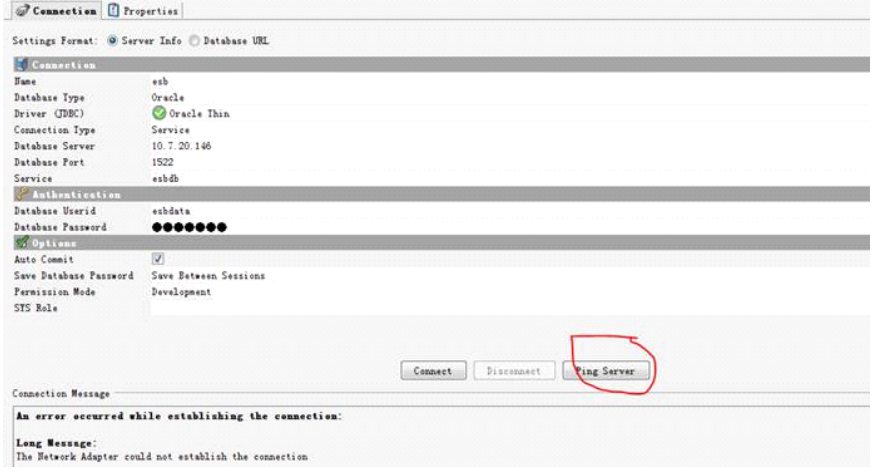 Connection Properties
Settings Format: Server Info Database URL
Connection
Name esb
Database Type Oracle
Driver (JDBC) Oracle Thin
Connection Type Service
Database Server 10.7.20.146
Database Port 1522
Service esbdb
Authentication
Database Userid esbdata
Database Password ●●●●●●●
Options
Auto Commit
Save Database Password Save Between Sessions
Permission Mode Development
SYS Role
Connect Disconnect Ping Server
Connection Message
An error occurred while establishing the connection:
Long Message:
The Network Adapter could not establish the connection